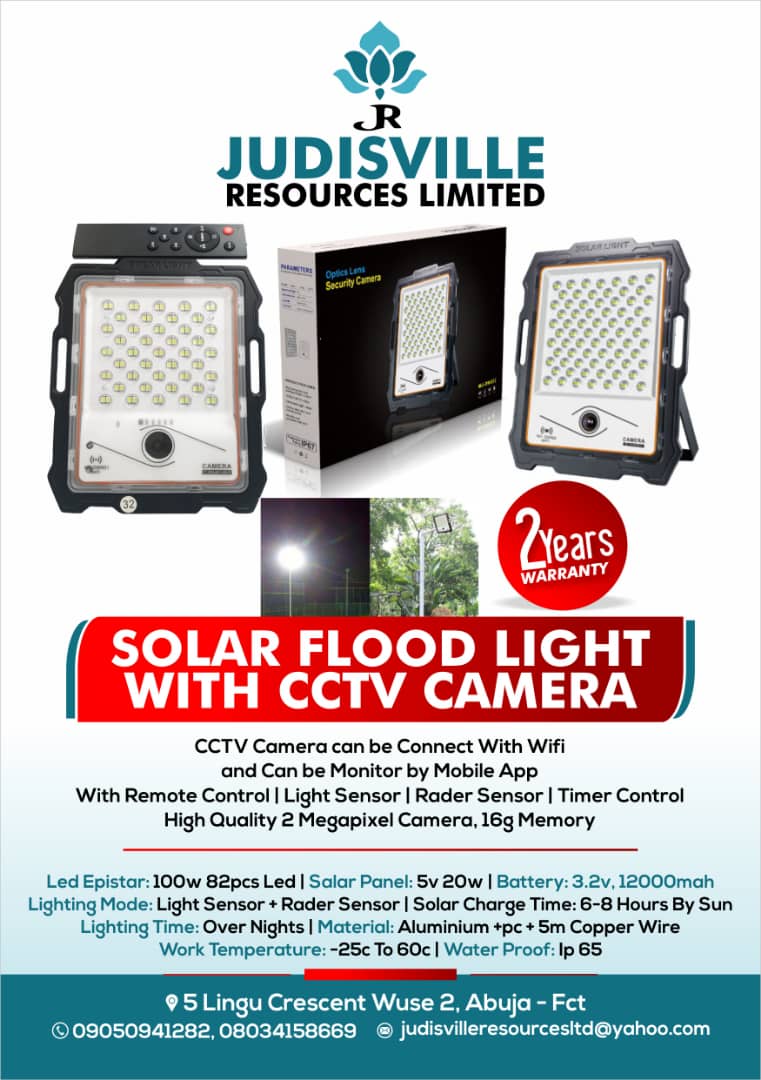 JR
JUDISVILLE
RESOURCES LIMITED
PARAMETERS
Optics Lens
Security Camera
IP67
SOLAR LIGHT
CAMERA
CAMERA
32
2Years
WARRANTY
SOLAR FLOOD LIGHT
WITH CCTV CAMERA
CCTV Camera can be Connect With Wifi
and Can be Monitor by Mobile App
With Remote Control | Light Sensor | Rader Sensor | Timer Control
High Quality 2 Megapixel Camera, 16g Memory
Led Epistar: 100w 82pcs Led | Salar Panel: 5v 20w | Battery: 3.2v, 12000mah
Lighting Mode: Light Sensor + Rader Sensor | Solar Charge Time: 6-8 Hours By Sun
Lighting Time: Over Nights | Material: Aluminium +pc + 5m Copper Wire
Work Temperature: -25c To 60c | Water Proof: Ip 65
5 Lingu Crescent Wuse 2, Abuja - Fct
09050941282, 08034158669 judisvilleresourcesltd@yahoo.com